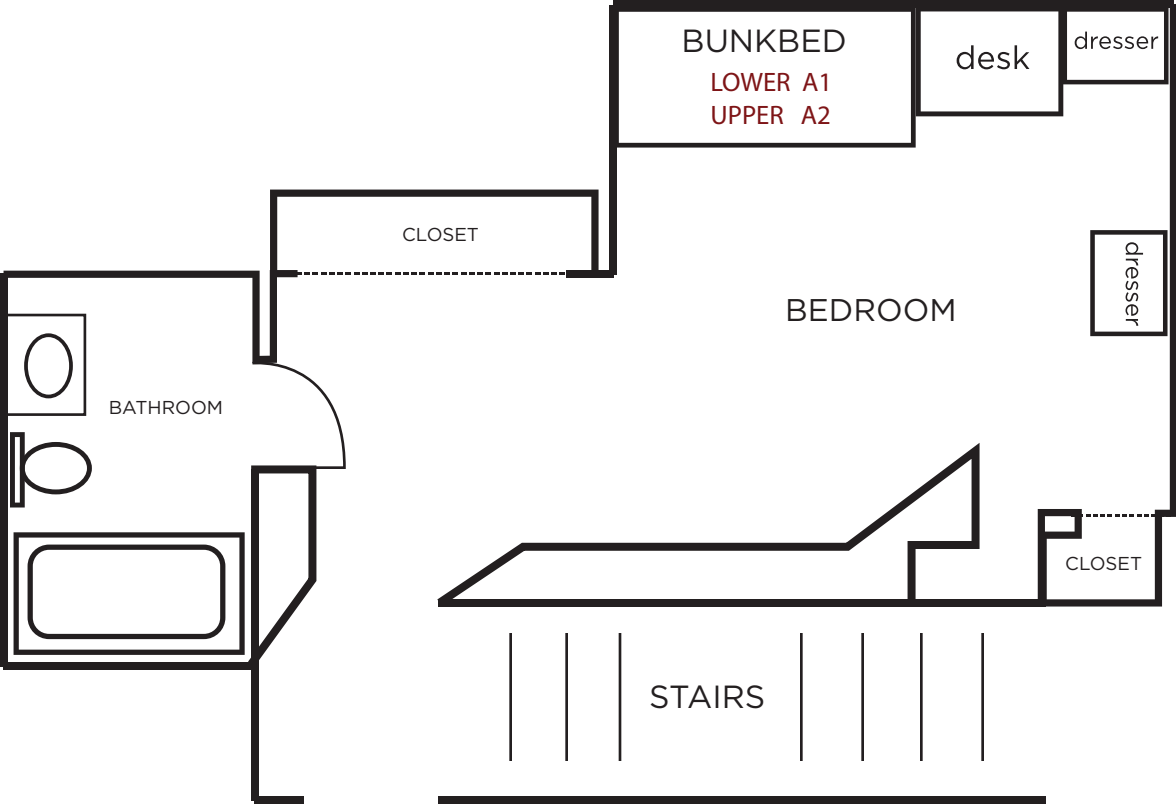 BUNKBED
LOWER A1
UPPER A2
desk
dresser
CLOSET
dresser
BEDROOM
BATHROOM
CLOSET
STAIRS